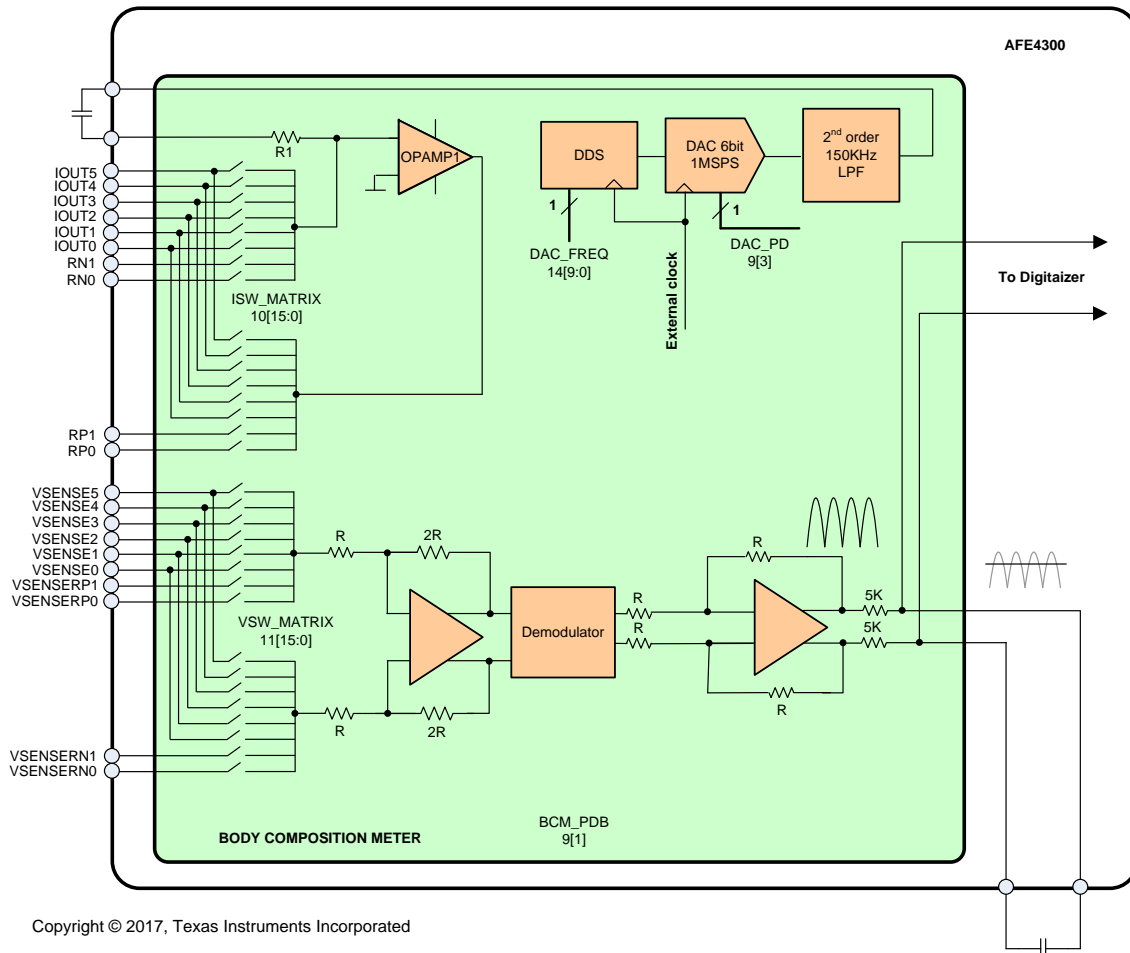 AFE4300
R1
OPAMP1
DDS
DAC 6bit
1MSPS
2nd order
150KHz
LPF
IOUT5
IOUT4
IOUT3
IOUT2
IOUT1
IOUT0
RN1
RN0
1
1
DAC_FREQ
14[9:0]
DAC_PD
9[3]
External clock
To Digitaizer
ISW_MATRIX
10[15:0]
RP1
RP0
VSENSE5
VSENSE4
VSENSE3
VSENSE2
VSENSE1
VSENSE0
VSENSERP1
VSENSERP0
R
2R
VSW_MATRIX
11[15:0]
Demodulator
R
R
R
5K
5K
R
R
2R
VSENSERN1
VSENSERN0
BODY COMPOSITION METER
BCM_PDB
9[1]
Copyright © 2017, Texas Instruments Incorporated